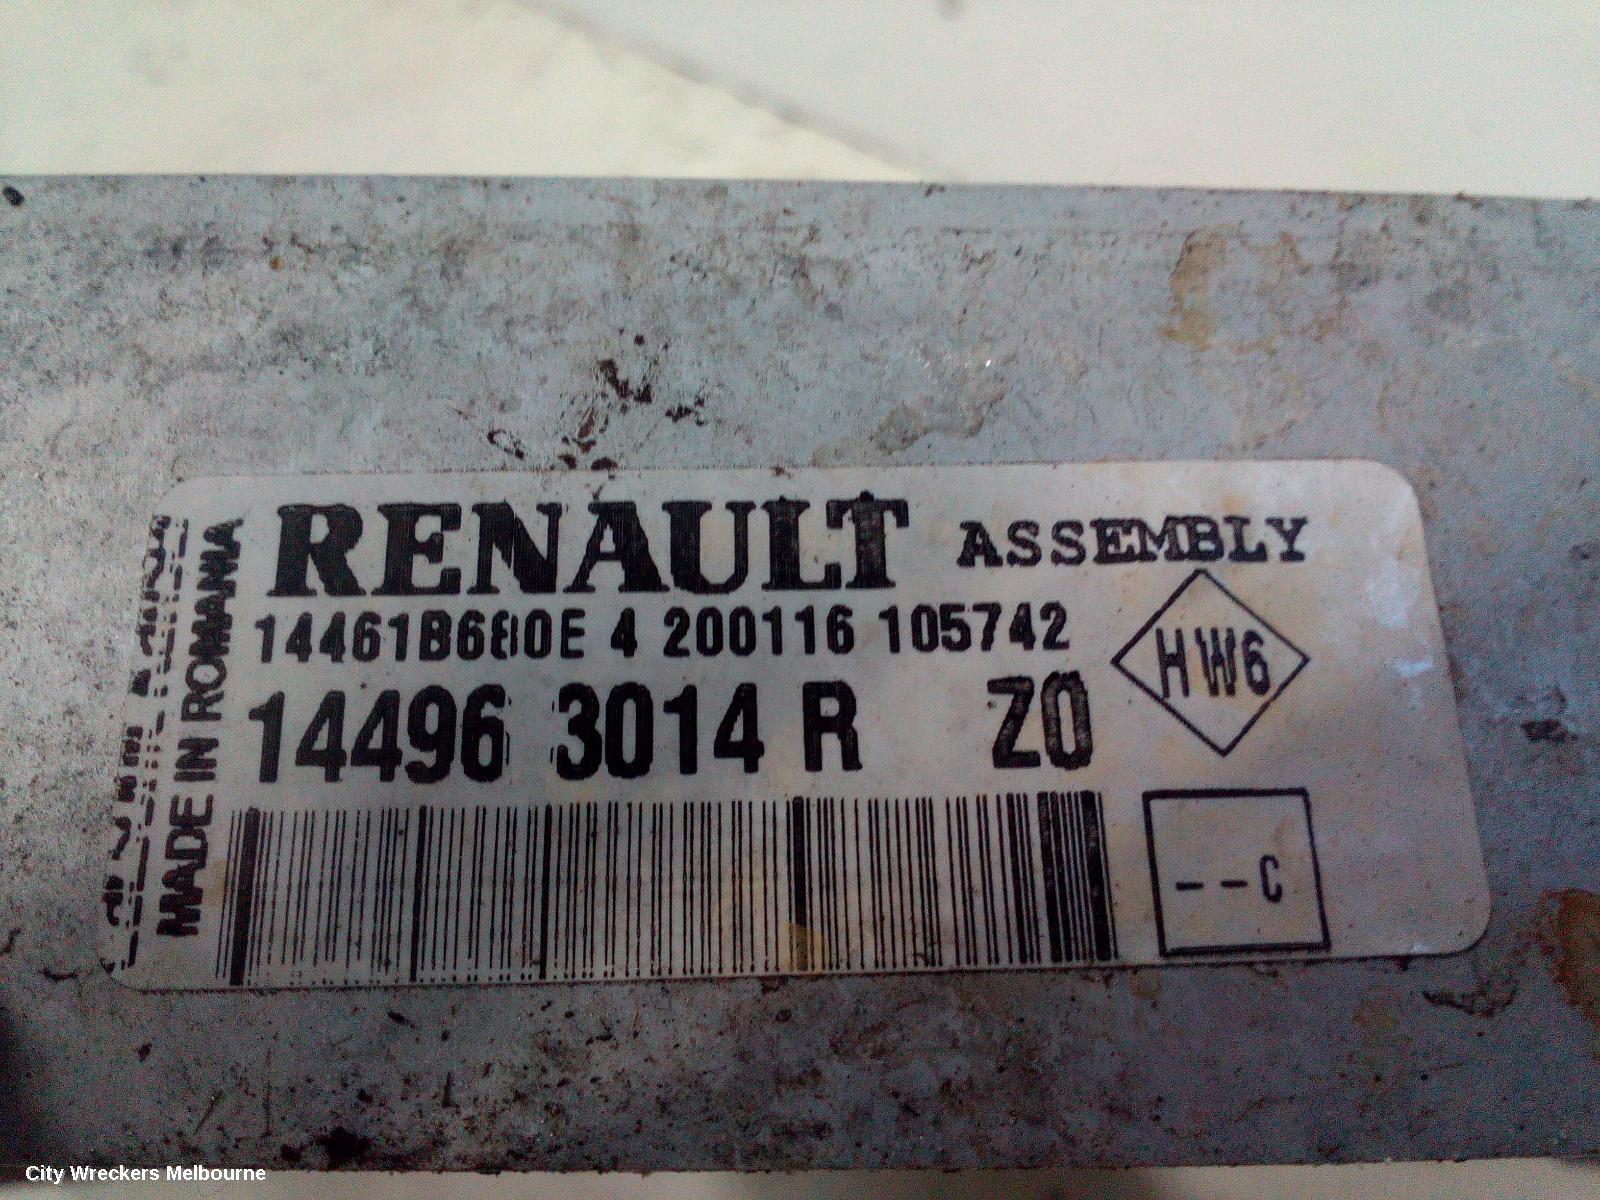 MADE IN ROMANIA
RENAULT ASSEMBLY
14461B680E 4 200116 105742
14496 3014 R Z0
HW6
--C
City Wreckers Melbourne